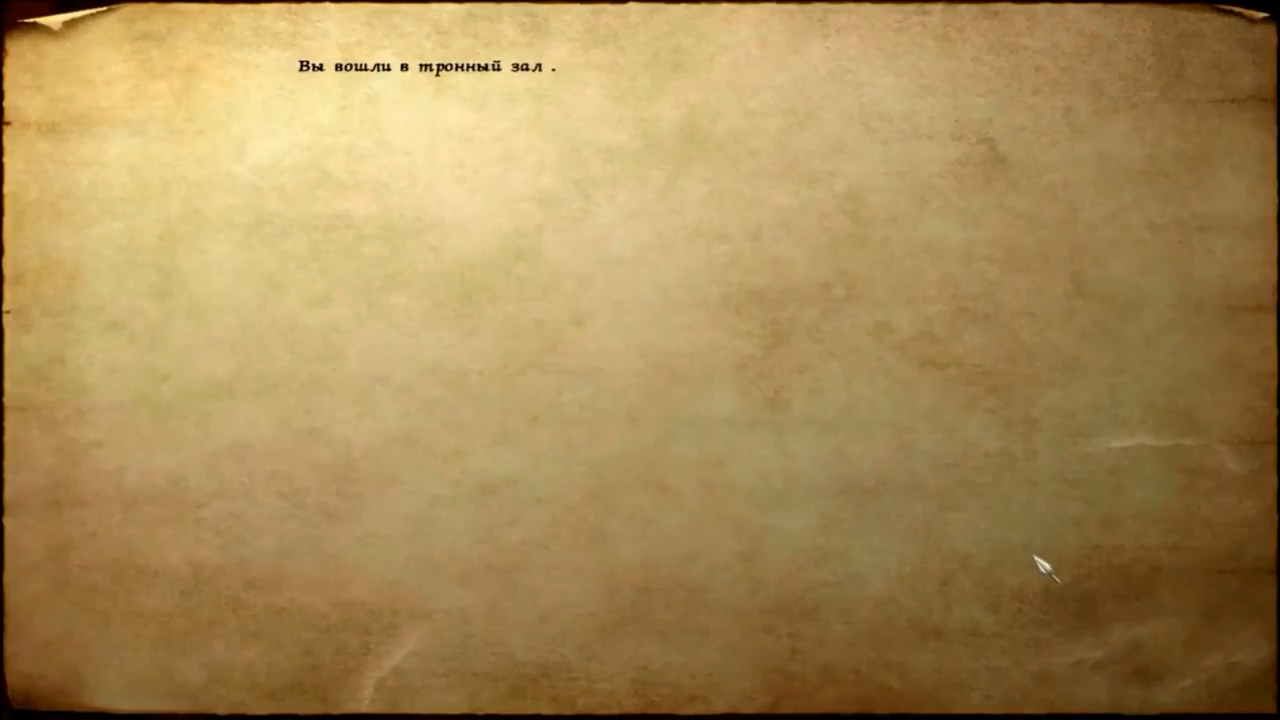 Вы вошли в тронный зал .